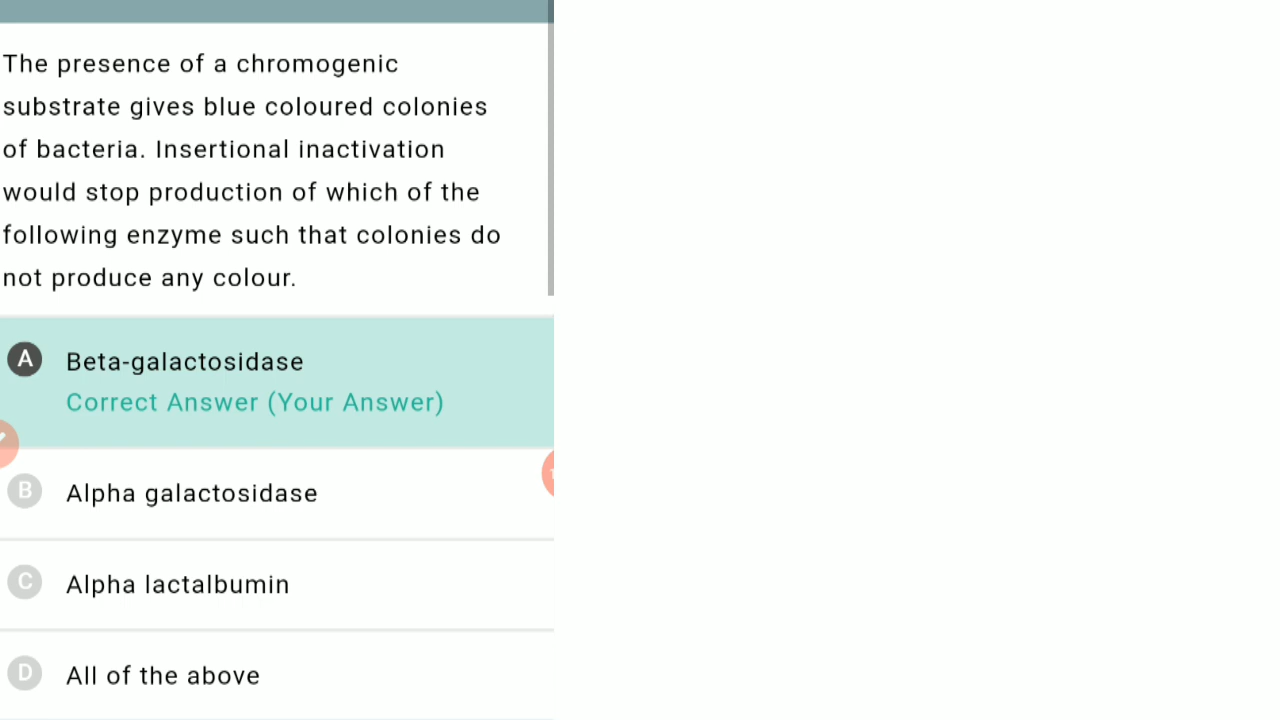 The presence of a chromogenic
substrate gives blue coloured colonies
of bacteria. Insertional inactivation
would stop production of which of the
following enzyme such that colonies do
not produce any colour.
A Beta-galactosidase
Correct Answer (Your Answer)
B Alpha galactosidase
C Alpha lactalbumin
D All of the above